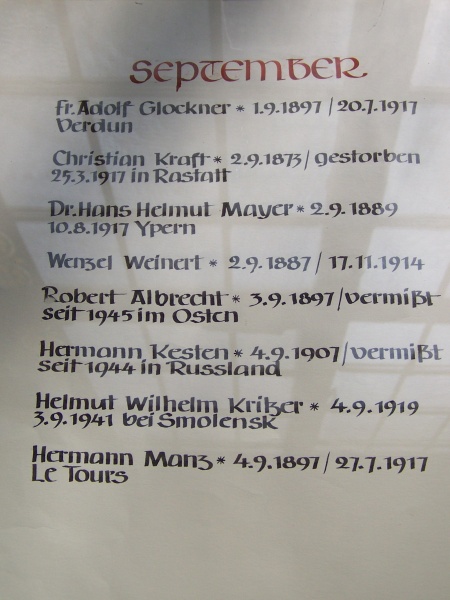 September
Fr. Adolf Glockner * 1.9.1897 / 20.7.1917
Verdun
Christian Kraft * 2.9.1873 / gestorben
25.3.1917 in Rastatt
Dr. Hans Helmut Mayer * 2.9.1889
10.8.1917 Ypern
Wenzel Weinert * 2.9.1887 / 17.11.1914
Robert Albrecht * 3.9.1897 / vermißt
seit 1945 im Osten
Hermann Kesten * 4.9.1907 / vermißt
seit 1944 in Russland
Helmut Wilhelm Kritzer * 4.9.1919
3.9.1941 bei Smolensk
Hermann Manz * 4.9.1897 / 27.7.1917
Le Tours